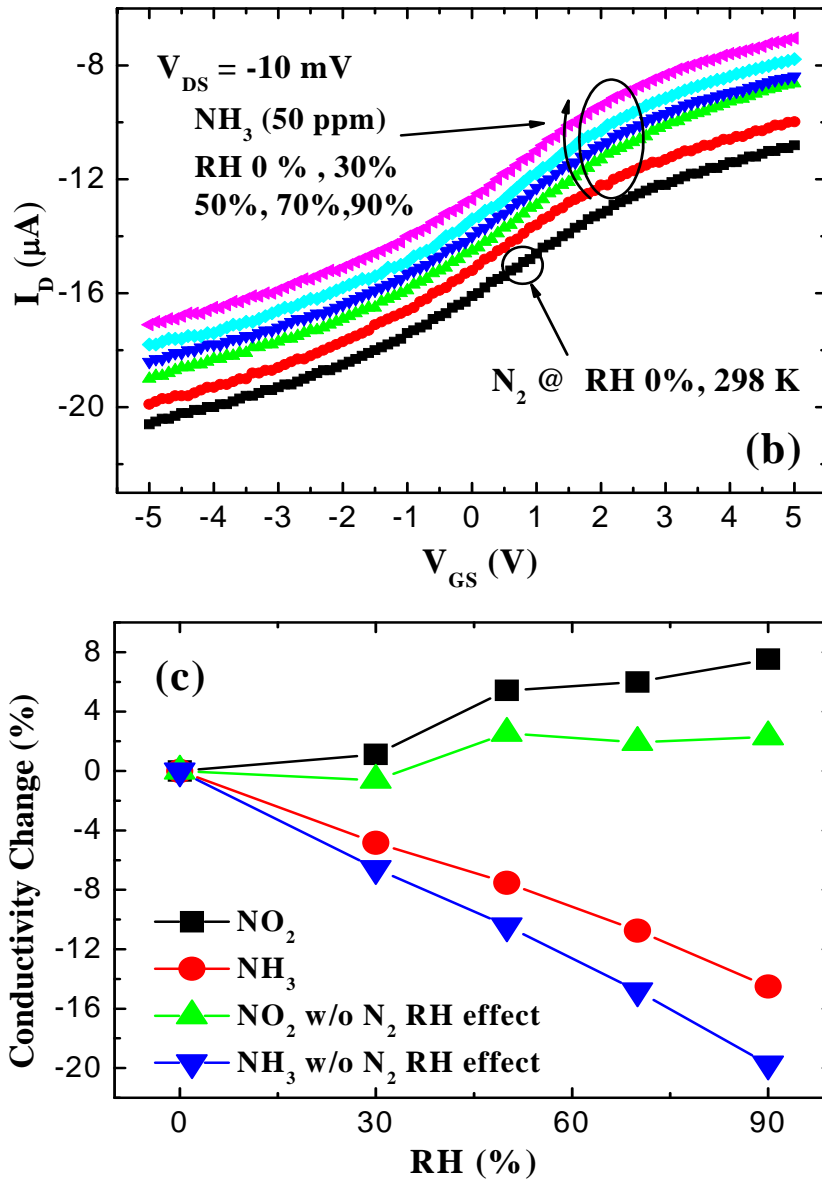 V_DS = -10 mV
NH_3 (50 ppm)
RH 0 % , 30%
50%, 70%,90%
N_2 @ RH 0%, 298 K
(b)
I_D (µA)
-8
-12
-16
-20
-5 -4 -3 -2 -1 0 1 2 3 4 5
V_GS (V)
(c)
Conductivity Change (%)
8
4
0
-4
-8
-12
-16
-20
NO_2
NH_3
NO_2 w/o N_2 RH effect
NH_3 w/o N_2 RH effect
0 30 60 90
RH (%)